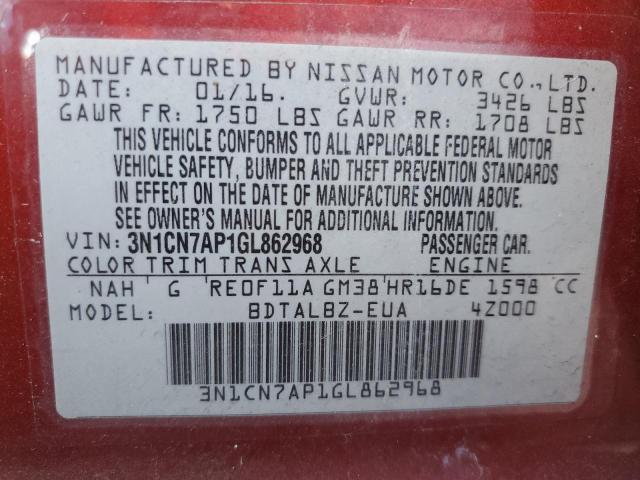 MANUFACTURED BY NISSAN MOTOR CO., LTD.
DATE: 01/16. GVWR: 3426 LBS
GAWR FR: 1750 LBS GAWR RR: 1708 LBS
THIS VEHICLE CONFORMS TO ALL APPLICABLE FEDERAL MOTOR
VEHICLE SAFETY, BUMPER AND THEFT PREVENTION STANDARDS
IN EFFECT ON THE DATE OF MANUFACTURE SHOWN ABOVE.
SEE OWNER'S MANUAL FOR ADDITIONAL INFORMATION.
VIN: 3N1CN7AP1GL862968 PASSENGER CAR.
COLOR TRIM TRANS AXLE ENGINE
NAH G RE0F11A GM38 HR16DE 1598 CC
MODEL: BDTALBZ-EUA 4Z000
3N1CN7AP1GL862968